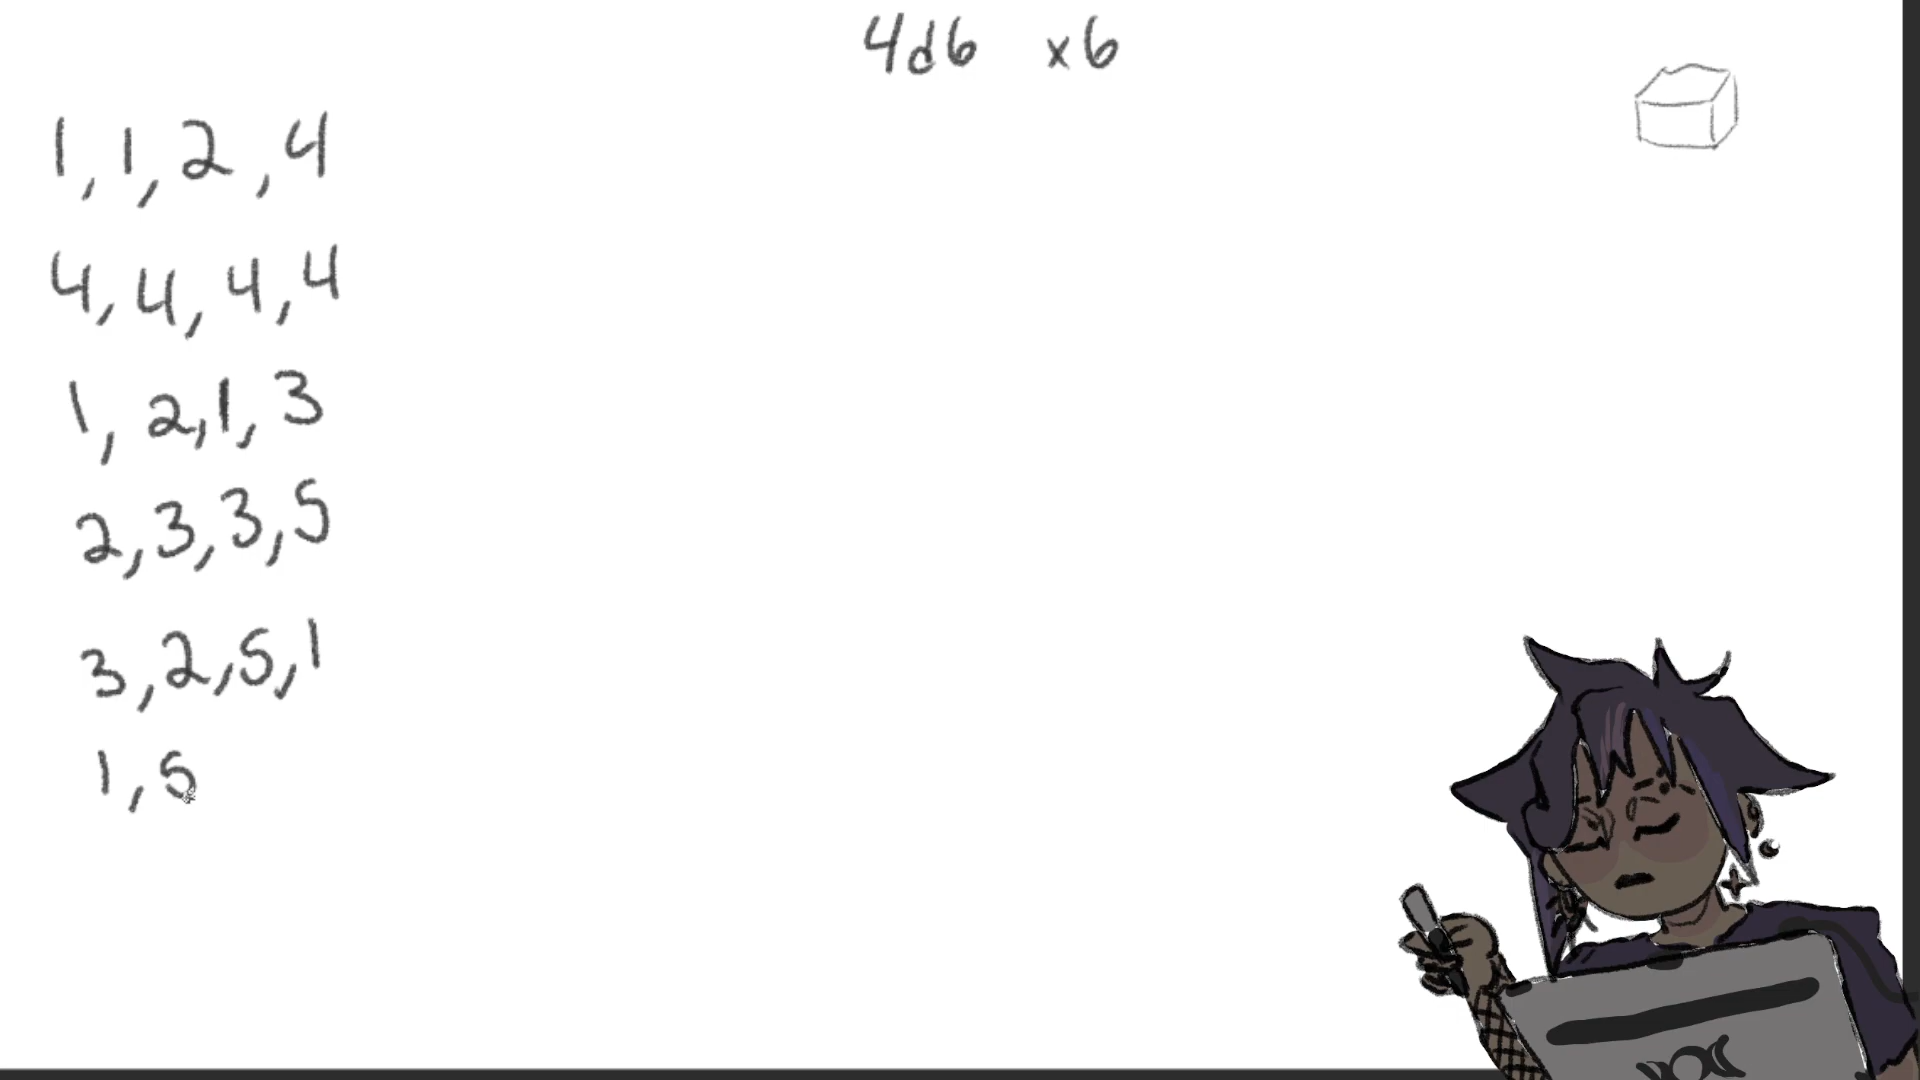 4d6 x6
1, 1, 2, 4
4, 4, 4, 4
1, 2, 1, 3
2, 3, 3, 5
3, 2, 5, 1
1, 5